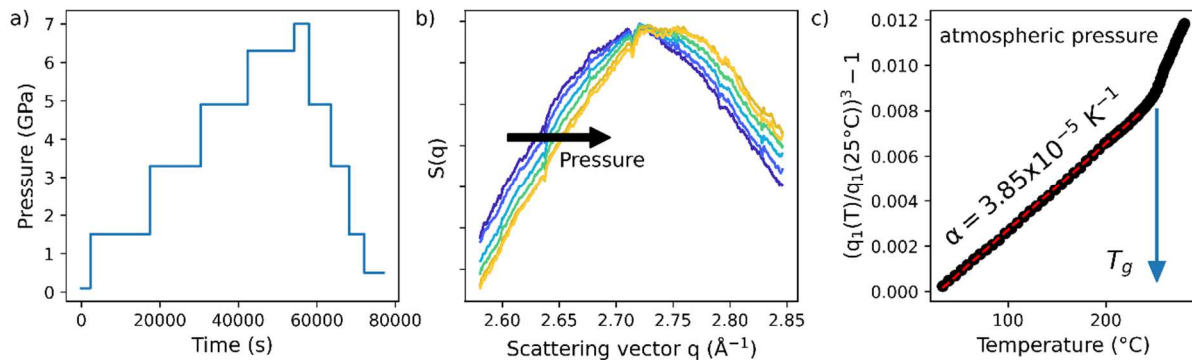 a)
7
6
5
4
3
2
1
0
Pressure (GPa)
0 20000 40000 60000 80000
Time (s)
b)
S(q)
Pressure
2.60 2.65 2.70 2.75 2.80 2.85
Scattering vector q (Å⁻¹)
c)
0.012
0.010
0.008
0.006
0.004
0.002
0.000
(q₁(T)/q₁(25°C))³ − 1
atmospheric pressure
α = 3.85x10⁻⁵ K⁻¹
T_g
100 200
Temperature (°C)